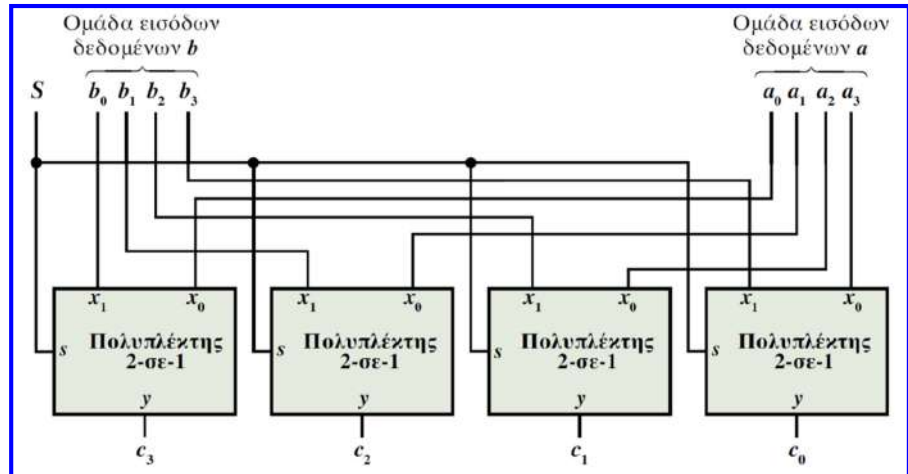 Ομάδα εισόδων
δεδομένων b
Ομάδα εισόδων
δεδομένων a
S b₀ b₁ b₂ b₃ a₀ a₁ a₂ a₃
x₁ x₀ x₁ x₀ x₁ x₀ x₁ x₀
s Πολυπλέκτης s Πολυπλέκτης s Πολυπλέκτης s Πολυπλέκτης
2-σε-1 2-σε-1 2-σε-1 2-σε-1
y y y y
c₃ c₂ c₁ c₀